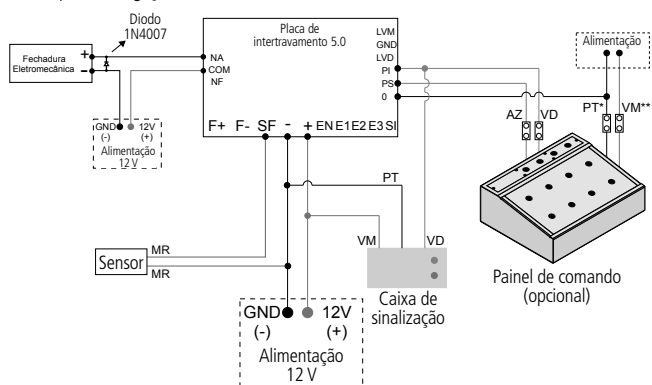 Diodo
1N4007
Fechadura
Eletromecânica
+
-
GND
(-)
12V
(+)
Alimentação
12 V
Placa de
intertravamento 5.0
NA
COM
NF
LVM
GND
LVD
PI
PS
0
F+ F- SF - + EN E1 E2 E3 SI
Alimentação
AZ VD
PT* VM**
Painel de comando
(opcional)
PT
VM
VD
Caixa de
sinalização
Sensor
MR
MR
GND
(-)
12V
(+)
Alimentação
12 V